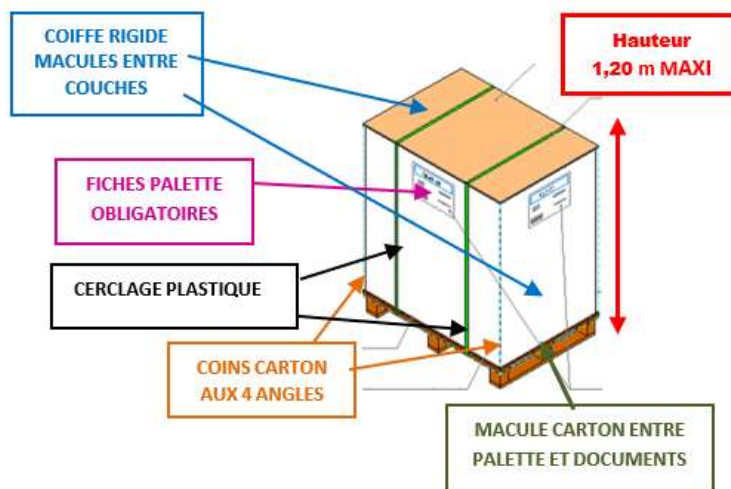 COIFFE RIGIDE
MACULES ENTRE
COUCHES
Hauteur
1,20 m MAXI
FICHES PALETTE
OBLIGATOIRES
CERCLAGE PLASTIQUE
COINS CARTON
AUX 4 ANGLES
MACULE CARTON ENTRE
PALETTE ET DOCUMENTS